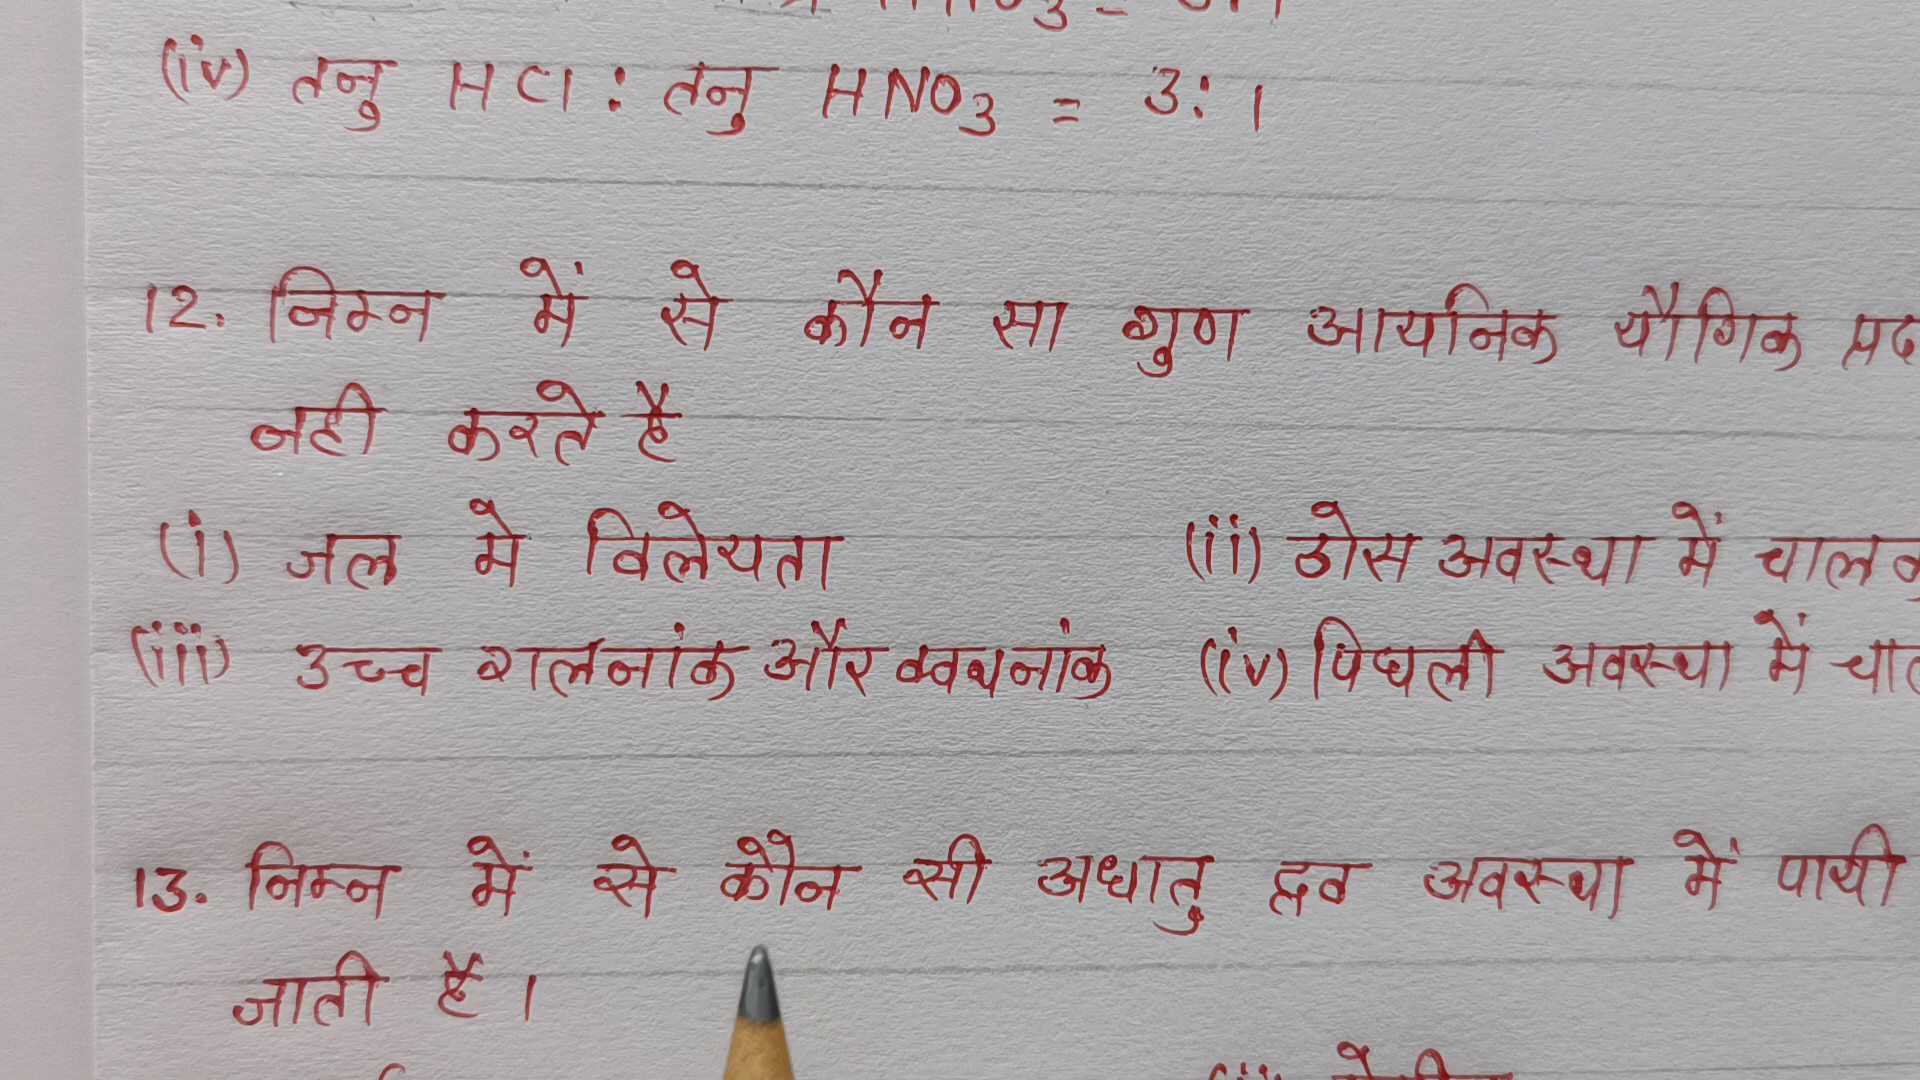 (iv) तनु HCl : तनु HNO₃ = 3:1
12. निम्न में से कौन सा गुण आयनिक यौगिक
नही करते है
(i) जल मे विलेयता (ii) ठोस अवस्था में
(iii) उच्च गलनांक और क्वथनांक (iv) पिघली अवस्था में
13. निम्न में से कौन सी अधातु द्रव अवस्था में पायी
जाती है।